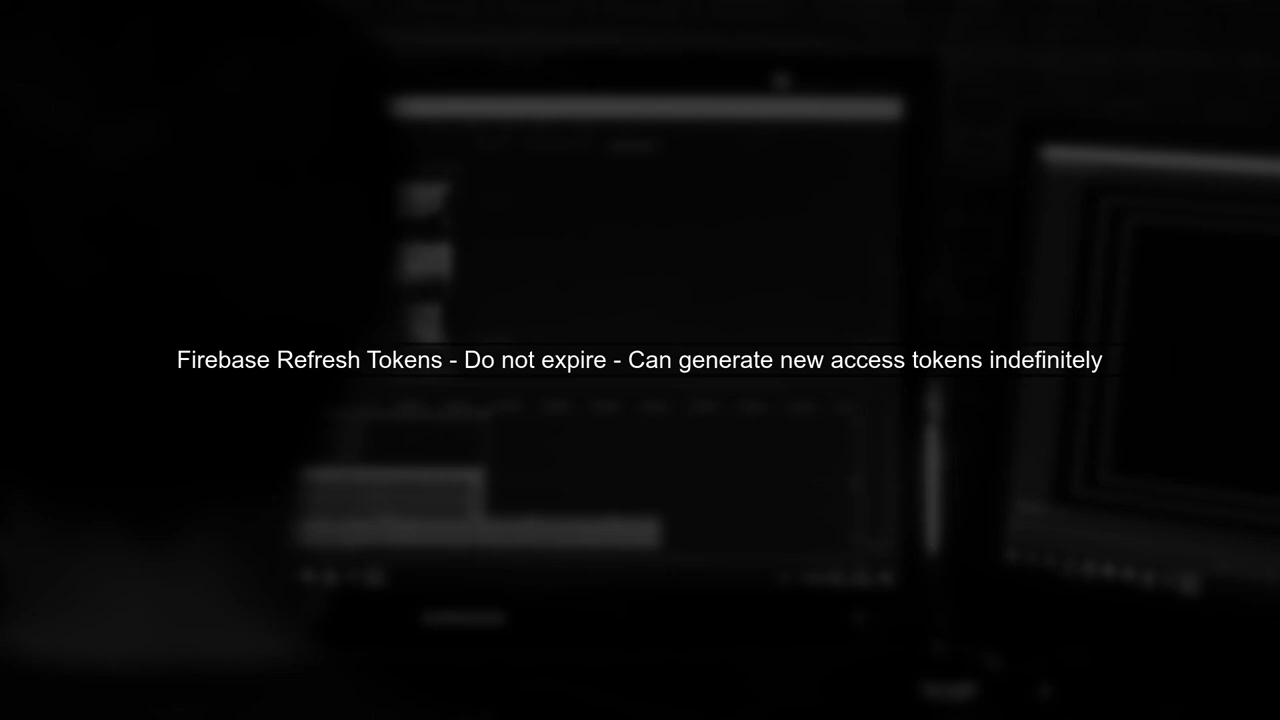 Firebase Refresh Tokens - Do not expire - Can generate new access tokens indefinitely